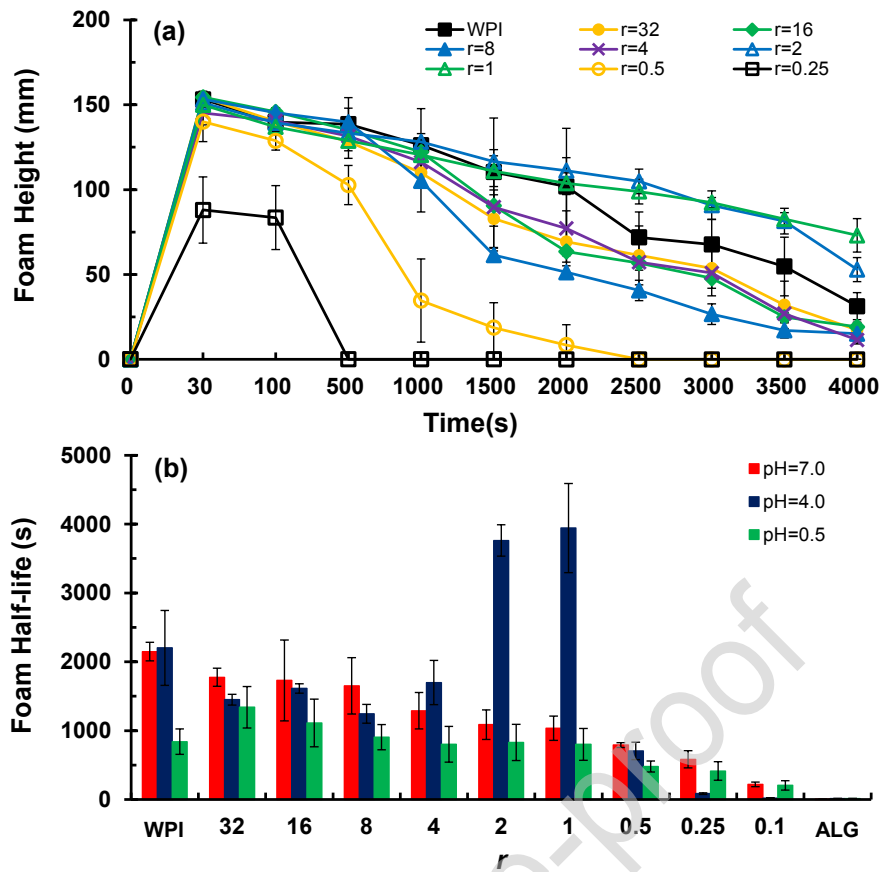 (a)
WPI r=32 r=16
r=8 r=4 r=2
r=1 r=0.5 r=0.25
Foam Height (mm)
200
150
100
50
0
0 30 100 500 1000 1500 2000 2500 3000 3500 4000
Time(s)
(b)
pH=7.0
pH=4.0
pH=0.5
Foam Half-life (s)
5000
4000
3000
2000
1000
0
WPI 32 16 8 4 2 1 0.5 0.25 0.1 ALG
r
-proof